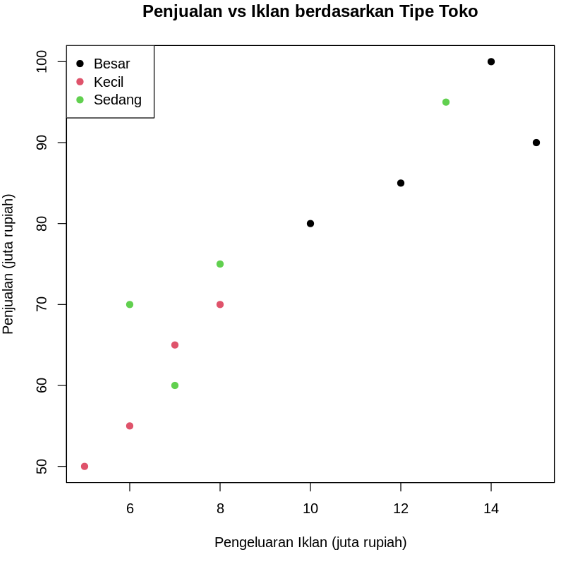 Penjualan vs Iklan berdasarkan Tipe Toko
Besar
Kecil
Sedang
Penjualan (juta rupiah)
100
90
80
70
60
50
6 8 10 12 14
Pengeluaran Iklan (juta rupiah)